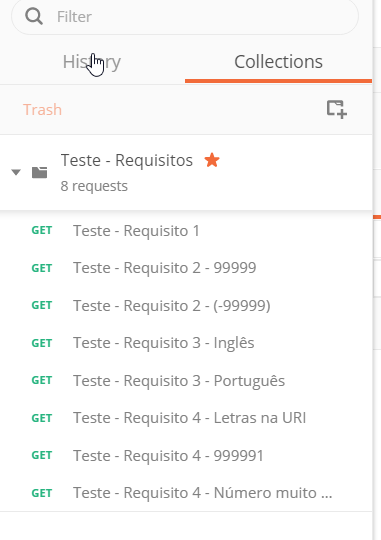 Filter
History
Collections
Trash
Teste - Requisitos
8 requests
GET Teste - Requisito 1
GET Teste - Requisito 2 - 99999
GET Teste - Requisito 2 - (-99999)
GET Teste - Requisito 3 - Inglês
GET Teste - Requisito 3 - Português
GET Teste - Requisito 4 - Letras na URI
GET Teste - Requisito 4 - 999991
GET Teste - Requisito 4 - Número muito ...